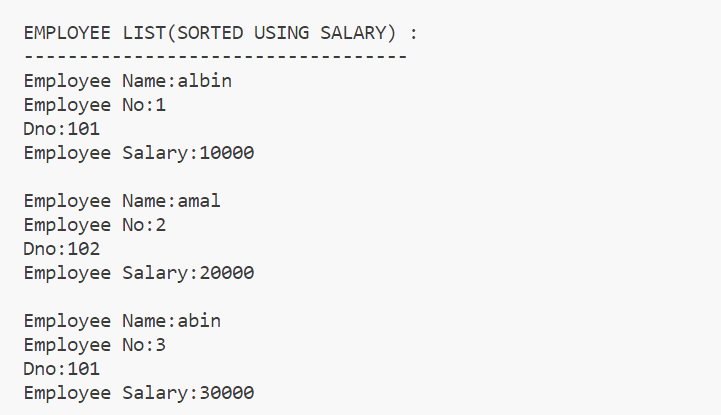 EMPLOYEE LIST(SORTED USING SALARY) :
-----------------------------------
Employee Name:albin
Employee No:1
Dno:101
Employee Salary:10000
Employee Name:amal
Employee No:2
Dno:102
Employee Salary:20000
Employee Name:abin
Employee No:3
Dno:101
Employee Salary:30000